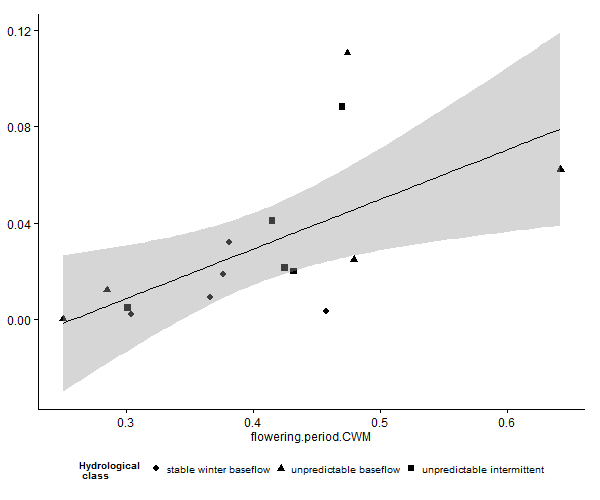 0.12
0.08
0.04
0.00
0.3 0.4 0.5 0.6
flowering.period.CWM
Hydrological
class
stable winter baseflow unpredictable baseflow unpredictable intermittent